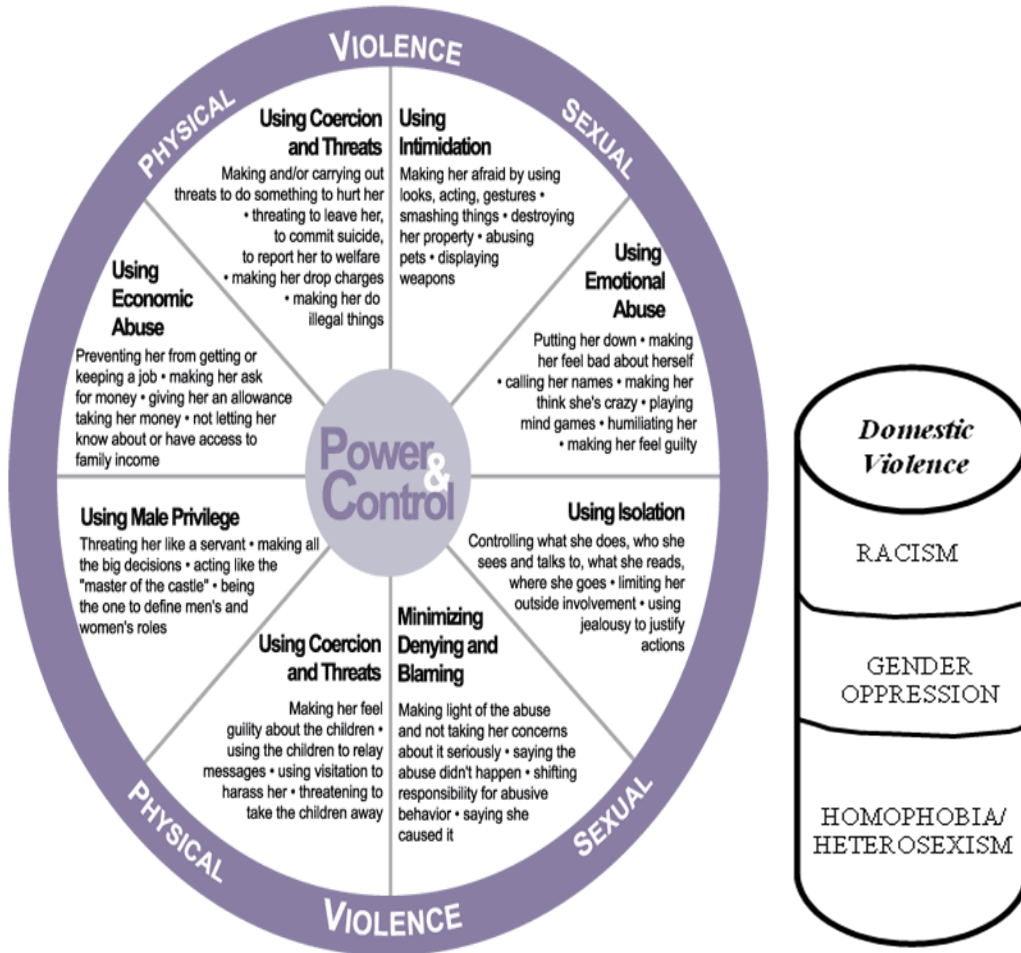 VIOLENCE
PHYSICAL
SEXUAL
Using Coercion
and Threats
Making and/or carrying out
threats to do something to hurt her
• threating to leave her,
to commit suicide,
to report her to welfare
• making her drop charges
• making her do
illegal things
Using
Intimidation
Making her afraid by using
looks, acting, gestures •
smashing things • destroying
her property • abusing
pets • displaying
weapons
Using
Economic
Abuse
Preventing her from getting or
keeping a job • making her ask
for money • giving her an allowance
taking her money • not letting her
know about or have access to
family income
Using
Emotional
Abuse
Putting her down • making
her feel bad about herself
• calling her names • making her
think she's crazy • playing
mind games • humiliating her
• making her feel guilty
Power
&
Control
Using Male Privilege
Threating her like a servant • making all
the big decisions • acting like the
"master of the castle" • being
the one to define men's and
women's roles
Using Isolation
Controlling what she does, who she
sees and talks to, what she reads,
where she goes • limiting her
outside involvement • using
jealousy to justify
actions
Using Coercion
and Threats
Making her feel
guility about the children •
using the children to relay
messages • using visitation to
harass her • threatening to
take the children away
Minimizing
Denying and
Blaming
Making light of the abuse
and not taking her concerns
about it seriously • saying the
abuse didn't happen • shifting
responsibility for abusive
behavior • saying she
caused it
PHYSICAL
SEXUAL
VIOLENCE
Domestic
Violence
RACISM
GENDER
OPPRESSION
HOMOPHOBIA/
HETEROSEXISM